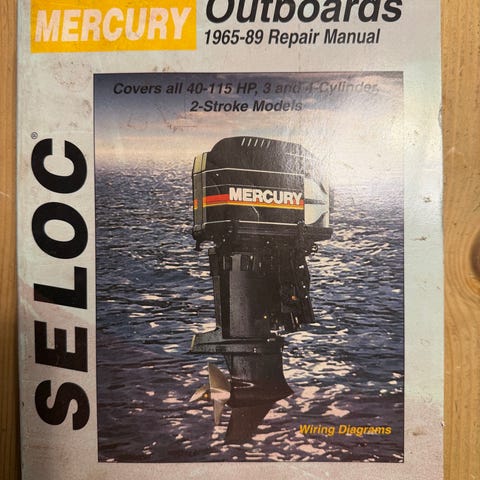 Outboards
MERCURY
1965-89 Repair Manual
Covers all 40-115 HP, 3 and 4-Cylinder,
2-Stroke Models
SELOC®
MERCURY
Wiring Diagrams